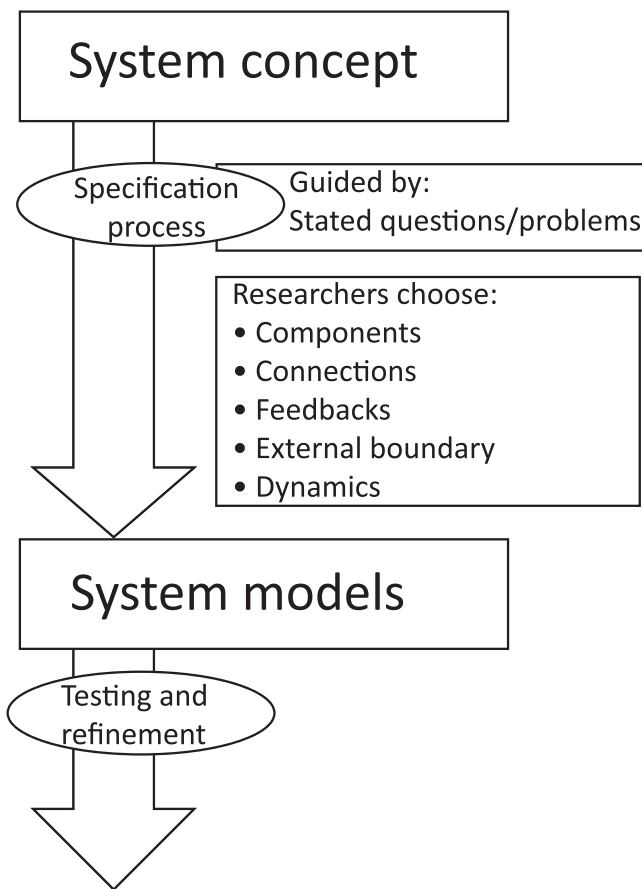 System concept
Specification
process
Guided by:
Stated questions/problems
Researchers choose:
• Components
• Connections
• Feedbacks
• External boundary
• Dynamics
System models
Testing and
refinement